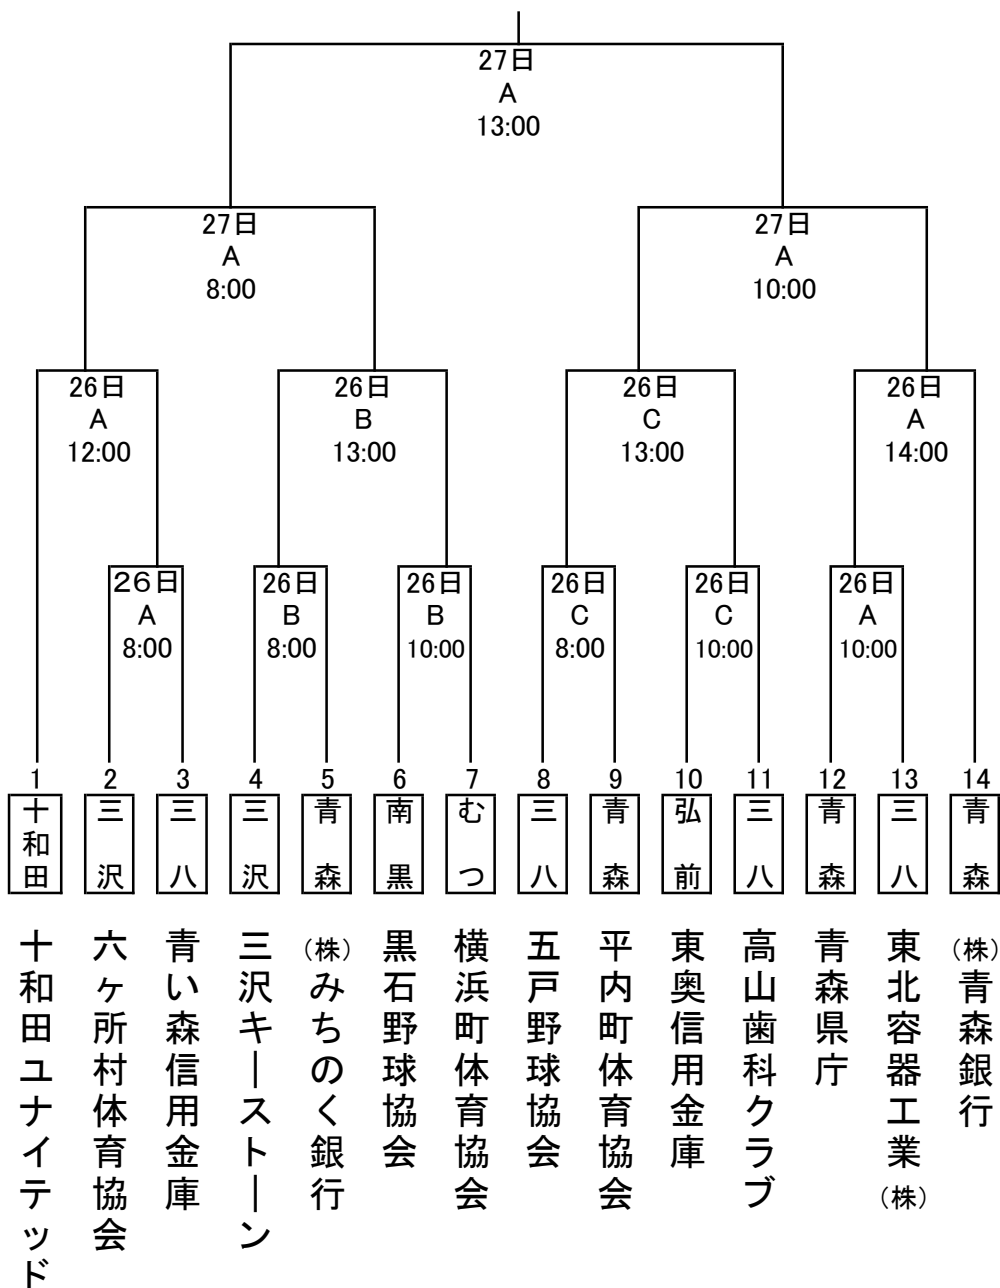 27日
A
13:00
27日
A
8:00
27日
A
10:00
26日
A
12:00
26日
B
13:00
26日
C
13:00
26日
A
14:00
26日
A
8:00
26日
B
8:00
26日
B
10:00
26日
C
8:00
26日
C
10:00
26日
A
10:00
1
十和田
十和田ユナイテッド
2
三沢
六ヶ所村体育協会
3
三八
青い森信用金庫
4
三沢
三沢キーストーン
5
青森
(株)みちのく銀行
6
南黒
黒石野球協会
7
むつ
横浜町体育協会
8
三八
五戸野球協会
9
青森
平内町体育協会
10
弘前
東奥信用金庫
11
三八
高山歯科クラブ
12
青森
青森県庁
13
三八
東北容器工業(株)
14
青森
(株)青森銀行